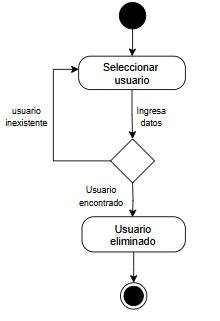 Seleccionar
usuario
usuario
inexistente
Ingresa
datos
Usuario
encontrado
Usuario
eliminado